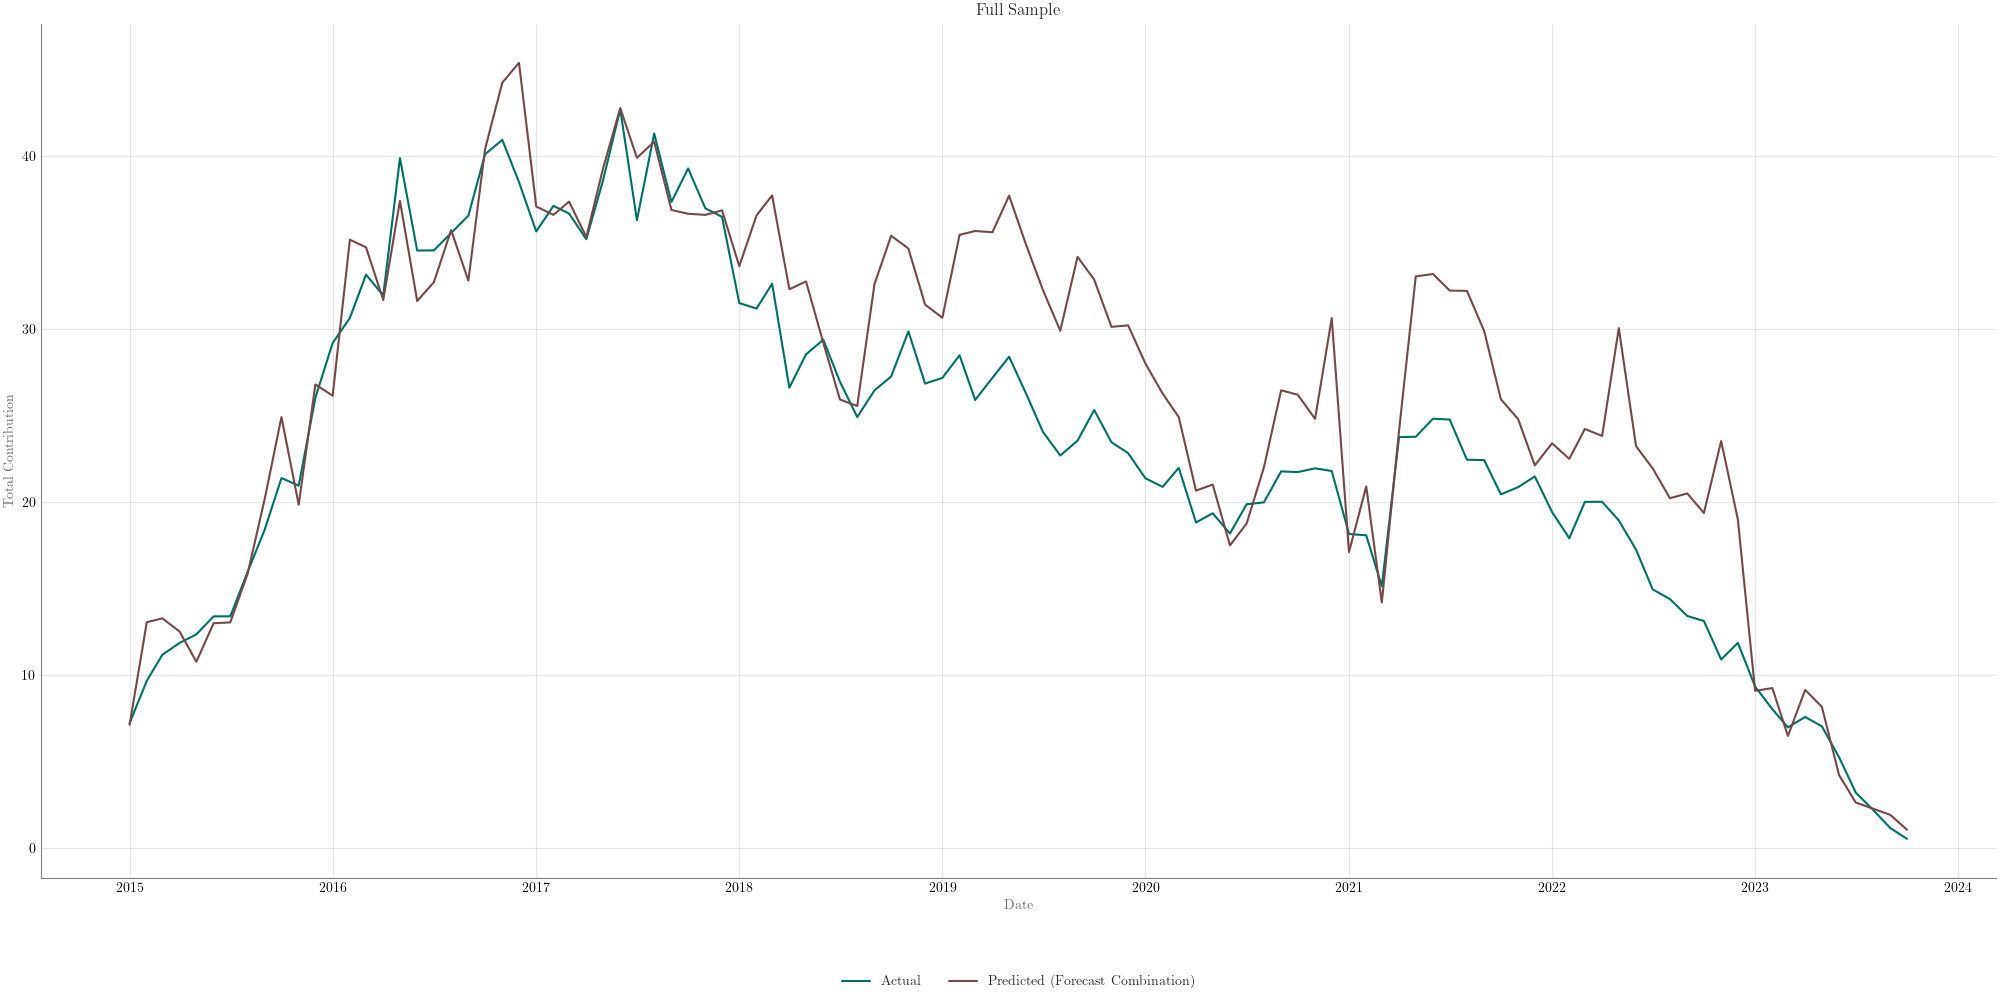 Full Sample
Total Contribution
40
30
20
10
0
2015 2016 2017 2018 2019 2020 2021 2022 2023 2024
Date
Actual Predicted (Forecast Combination)